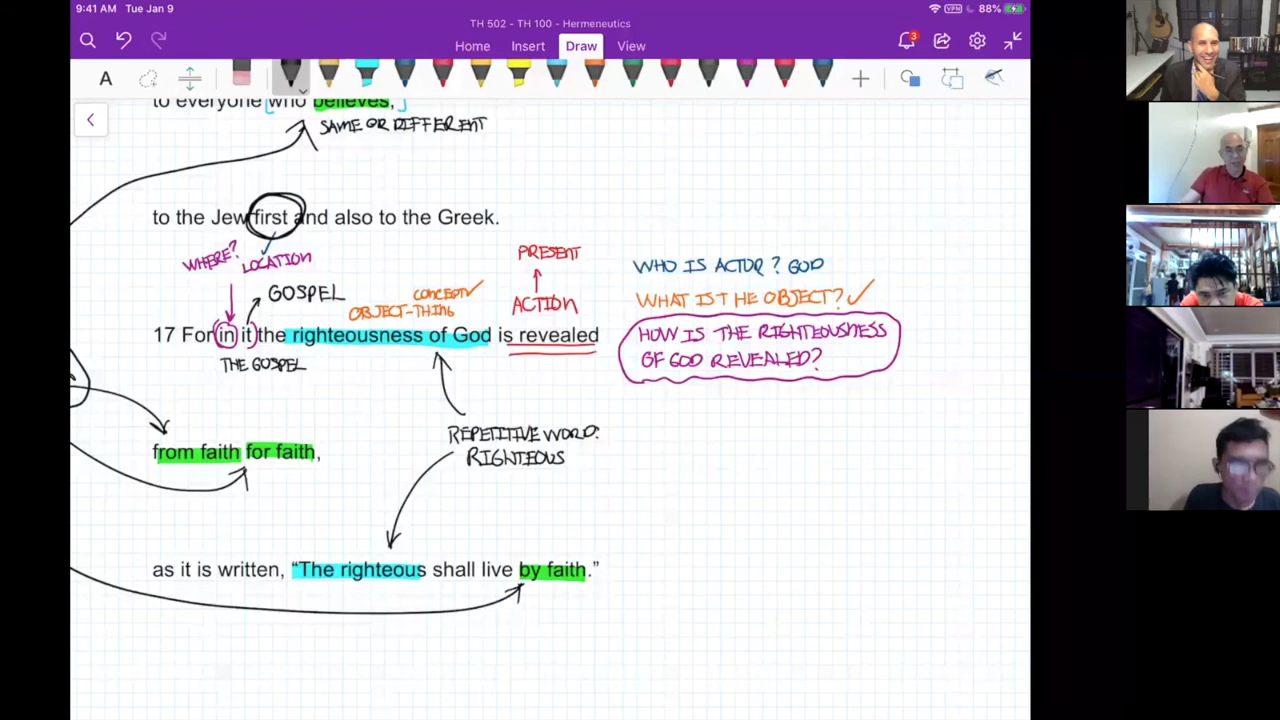 9:41 AM Tue Jan 9
VPN 88%
TH 502 - TH 100 - Hermeneutics
Home Insert Draw View
3
A
to everyone [who believes,]
SAME OR DIFFERENT
to the Jew first and also to the Greek.
WHERE? LOCATION
PRESENT
WHO IS ACTOR? GOD
GOSPEL
CONCEPT✓
OBJECT-THING
ACTION
WHAT IS THE OBJECT? ✓
17 For in it the righteousness of God is revealed
HOW IS THE RIGHTEOUSNESS
OF GOD REVEALED?
THE GOSPEL
REPETITIVE WORD:
RIGHTEOUS
from faith for faith,
as it is written, “The righteous shall live by faith.”